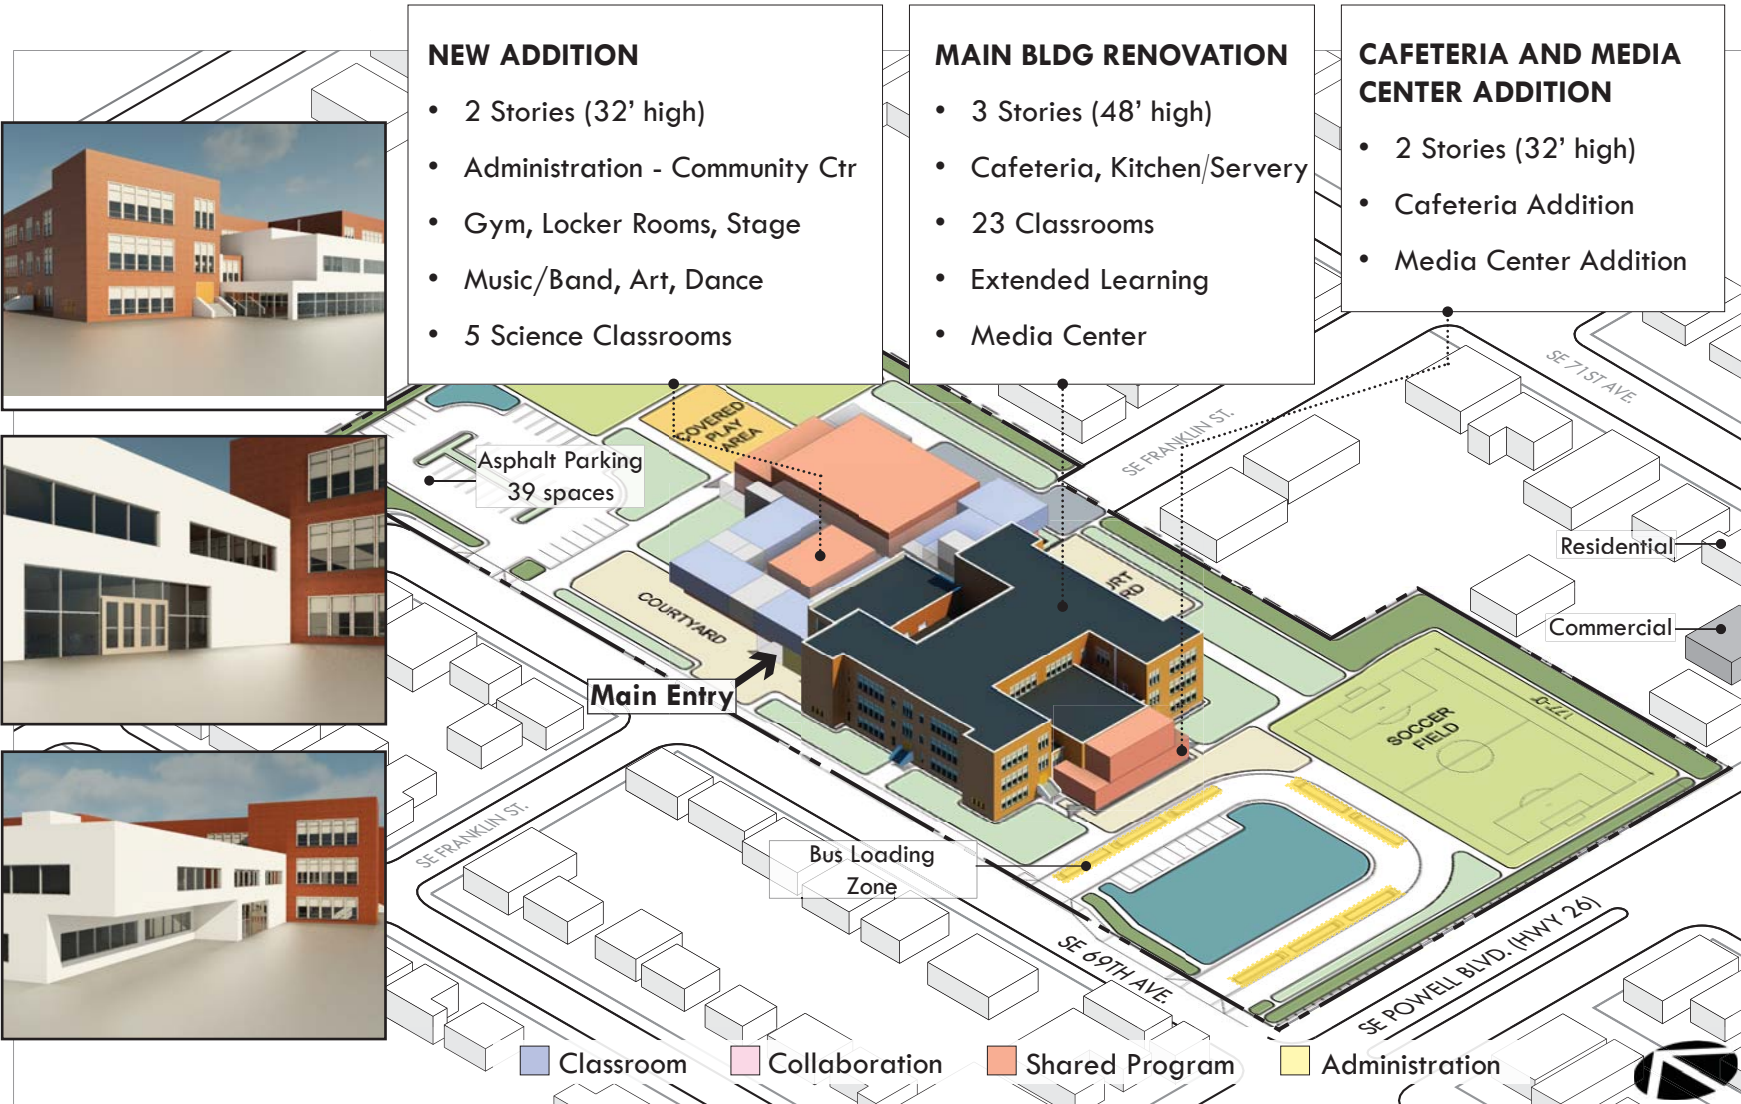 NEW ADDITION
• 2 Stories (32’ high)
• Administration - Community Ctr
• Gym, Locker Rooms, Stage
• Music/Band, Art, Dance
• 5 Science Classrooms
MAIN BLDG RENOVATION
• 3 Stories (48’ high)
• Cafeteria, Kitchen/Servery
• 23 Classrooms
• Extended Learning
• Media Center
CAFETERIA AND MEDIA
CENTER ADDITION
• 2 Stories (32’ high)
• Cafeteria Addition
• Media Center Addition
SE 71ST AVE.
SE FRANKLIN ST.
COVERED
PLAY
AREA
Asphalt Parking
39 spaces
Residential
Commercial
COURTYARD
URT
RD
Main Entry
SOCCER
FIELD
177'-0"
SE FRANKLIN ST.
Bus Loading
Zone
SE 69TH AVE.
SE POWELL BLVD. (HWY 26)
Classroom
Collaboration
Shared Program
Administration